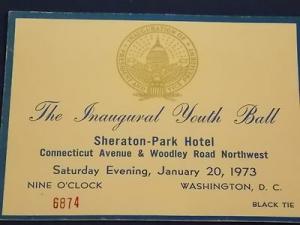 The Inaugural Youth Ball
Sheraton-Park Hotel
Connecticut Avenue & Woodley Road Northwest
Saturday Evening, January 20, 1973
NINE O'CLOCK WASHINGTON, D. C.
6874
BLACK TIE